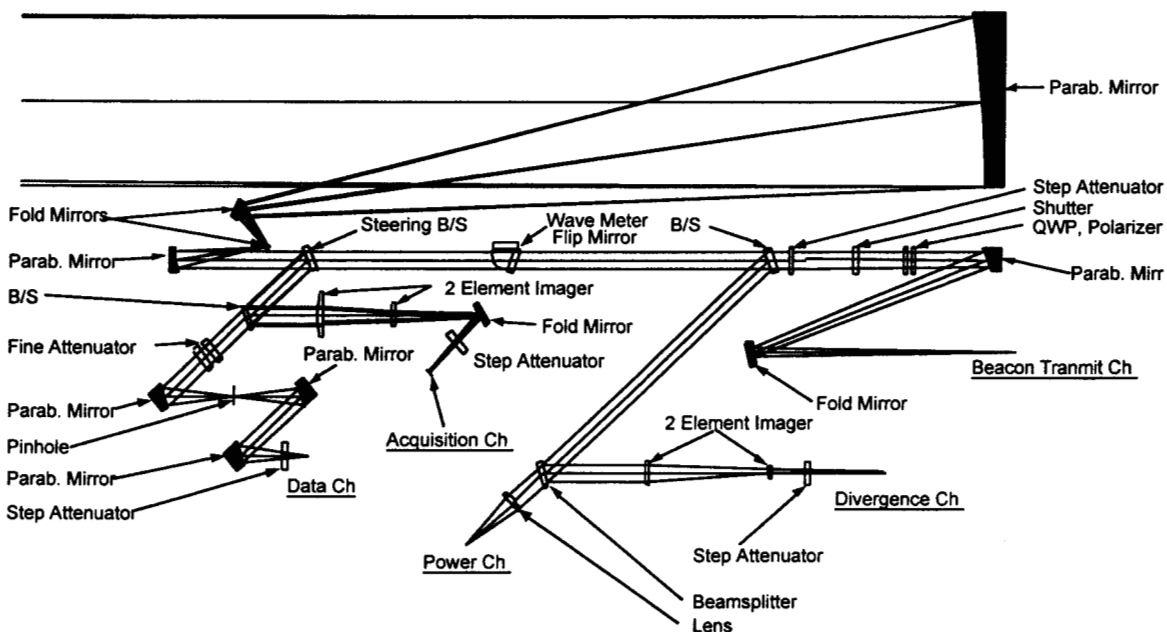 Parab. Mirror
Step Attenuator
Shutter
QWP, Polarizer
Fold Mirrors
Steering B/S
Wave Meter
Flip Mirror
B/S
Parab. Mirror
Parab. Mirr
B/S
2 Element Imager
Fold Mirror
Fine Attenuator
Parab. Mirror
Step Attenuator
Beacon Tranmit Ch
Parab. Mirror
Fold Mirror
Pinhole
Acquisition Ch
2 Element Imager
Parab. Mirror
Data Ch
Step Attenuator
Divergence Ch
Power Ch
Step Attenuator
Beamsplitter
Lens